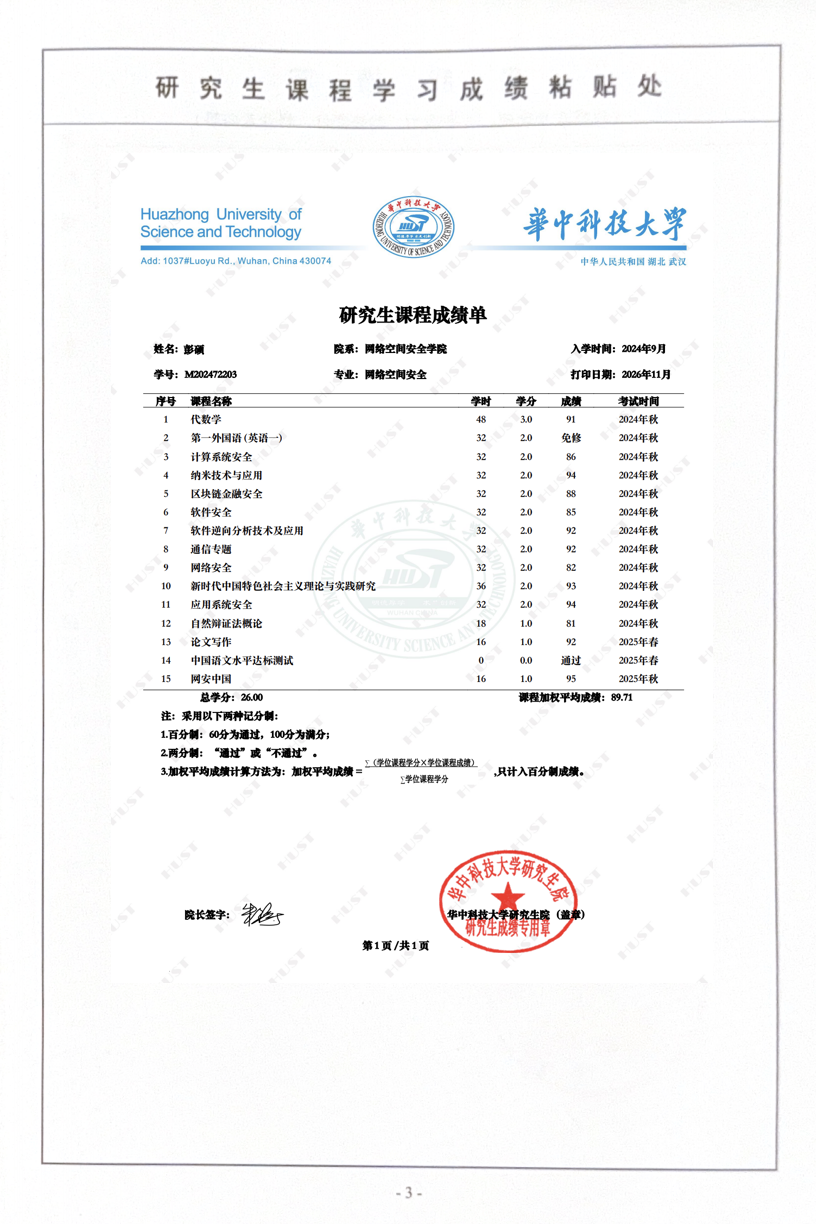 研究生课程学习成绩粘贴处
Huazhong University of
Science and Technology
Add: 1037#Luoyu Rd., Wuhan, China 430074
華中科技大学
HUAZHONG UNIVERSITY OF SCIENCE AND TECHNOLOGY
HUST
華中科技大学
中华人民共和国 湖北 武汉
研究生课程成绩单
姓名：彭硕 院系：网络空间安全学院 入学时间：2024年9月
学号：M202472203 专业：网络空间安全 打印日期：2026年11月
序号 课程名称 学时 学分 成绩 考试时间
1 代数学 48 3.0 91 2024年秋
2 第一外国语(英语一) 32 2.0 免修 2024年秋
3 计算系统安全 32 2.0 86 2024年秋
4 纳米技术与应用 32 2.0 94 2024年秋
5 区块链金融安全 32 2.0 88 2024年秋
6 软件安全 32 2.0 85 2024年秋
7 软件逆向分析技术及应用 32 2.0 92 2024年秋
8 通信专题 32 2.0 92 2024年秋
9 网络安全 32 2.0 82 2024年秋
10 新时代中国特色社会主义理论与实践研究 36 2.0 93 2024年秋
11 应用系统安全 32 2.0 94 2024年秋
12 自然辩证法概论 18 1.0 81 2024年秋
13 论文写作 16 1.0 92 2025年春
14 中国语文水平达标测试 0 0.0 通过 2025年春
15 网安中国 16 1.0 95 2025年秋
总学分：26.00 课程加权平均成绩：89.71
注：采用以下两种记分制：
1.百分制：60分为通过，100分为满分；
2.两分制：“通过”或“不通过”。
3.加权平均成绩计算方法为：加权平均成绩＝∑（学位课程学分×学位课程成绩）
∑学位课程学分
,只计入百分制成绩。
华中科技大学研究生院
院长签字： 华中科技大学研究生院（盖章）
研究生成绩专用章
第1页/共1页
- 3 -